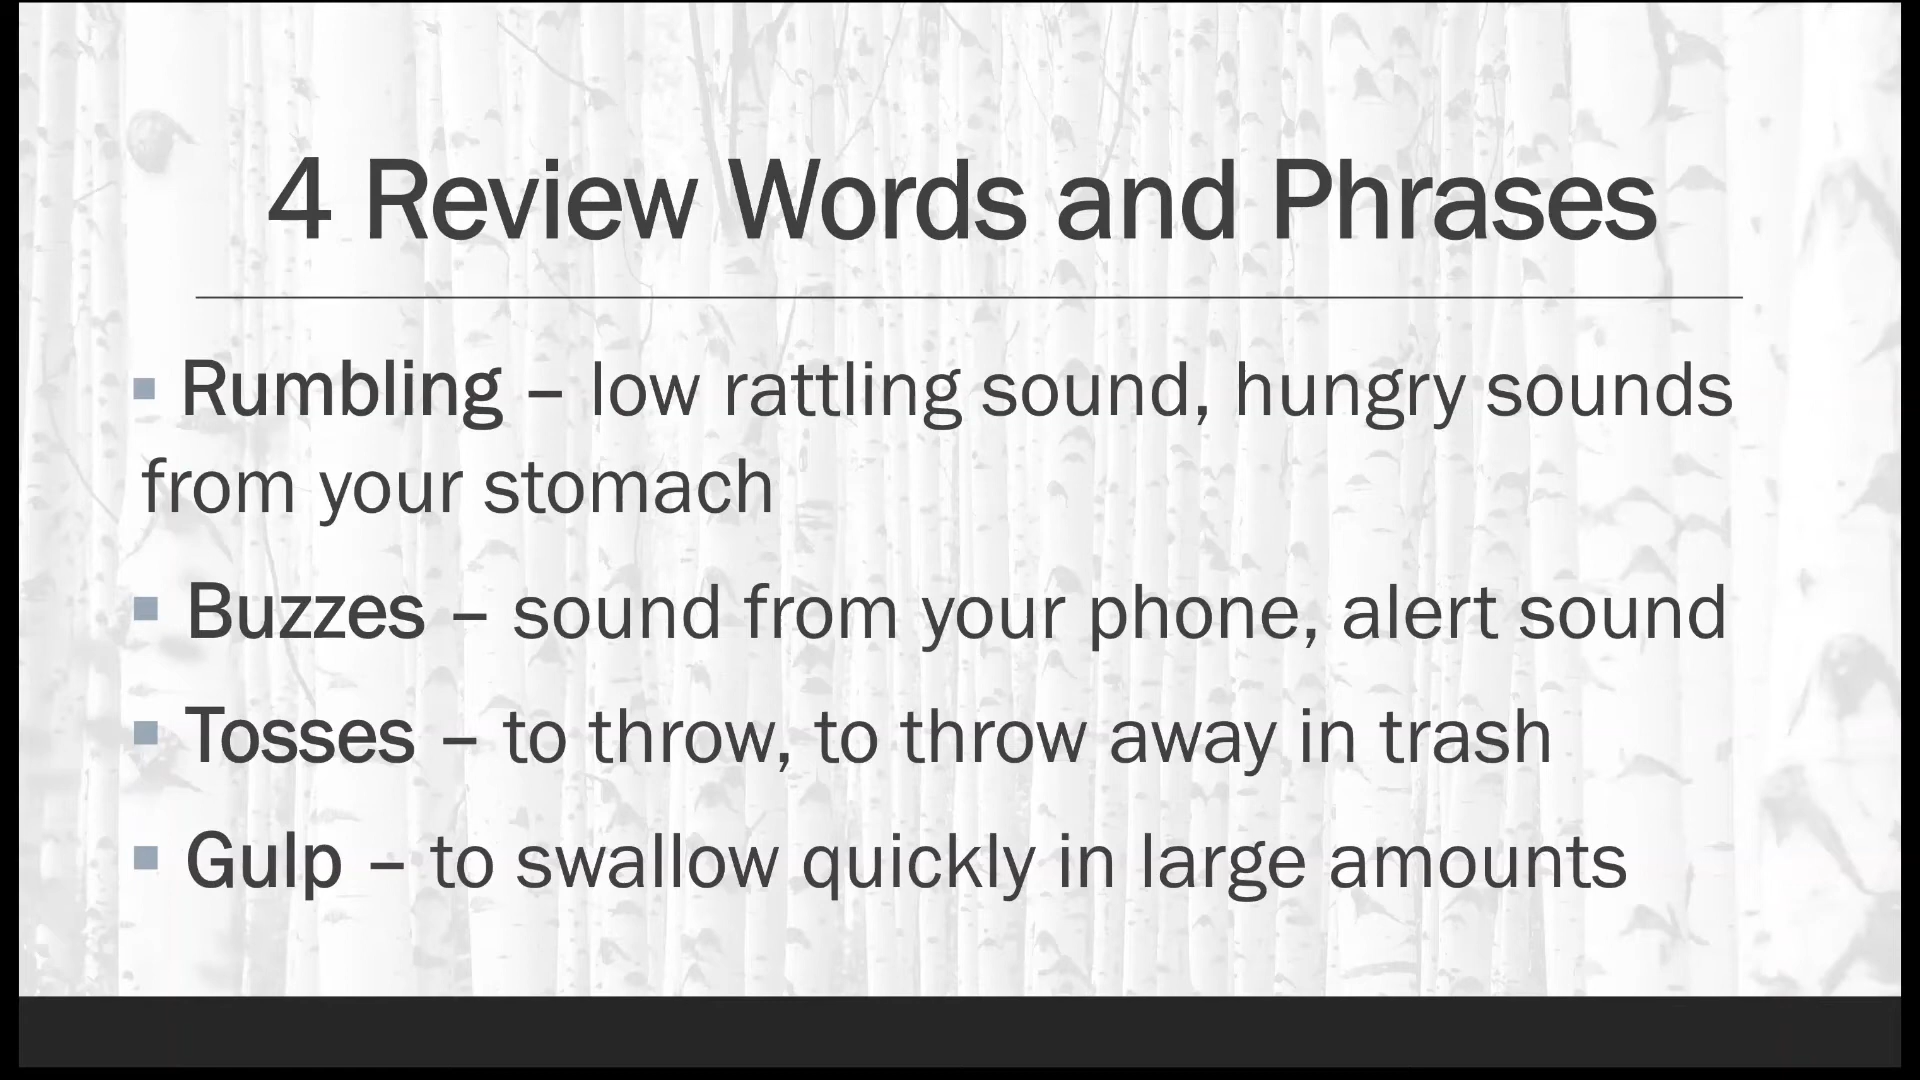 4 Review Words and Phrases
▪ Rumbling – low rattling sound, hungry sounds
from your stomach
▪ Buzzes – sound from your phone, alert sound
▪ Tosses – to throw, to throw away in trash
▪ Gulp – to swallow quickly in large amounts